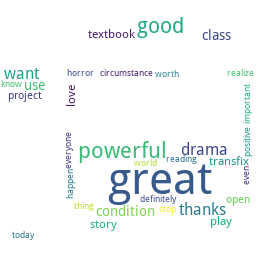 good
textbook
class
want
horror
circumstance
worth
realize
know
use
project
love
important
positive
powerful
drama
everyone
world
reading
transfix
event
great
happen
definitely
open
thing
condition
stop
thanks
story
play
today